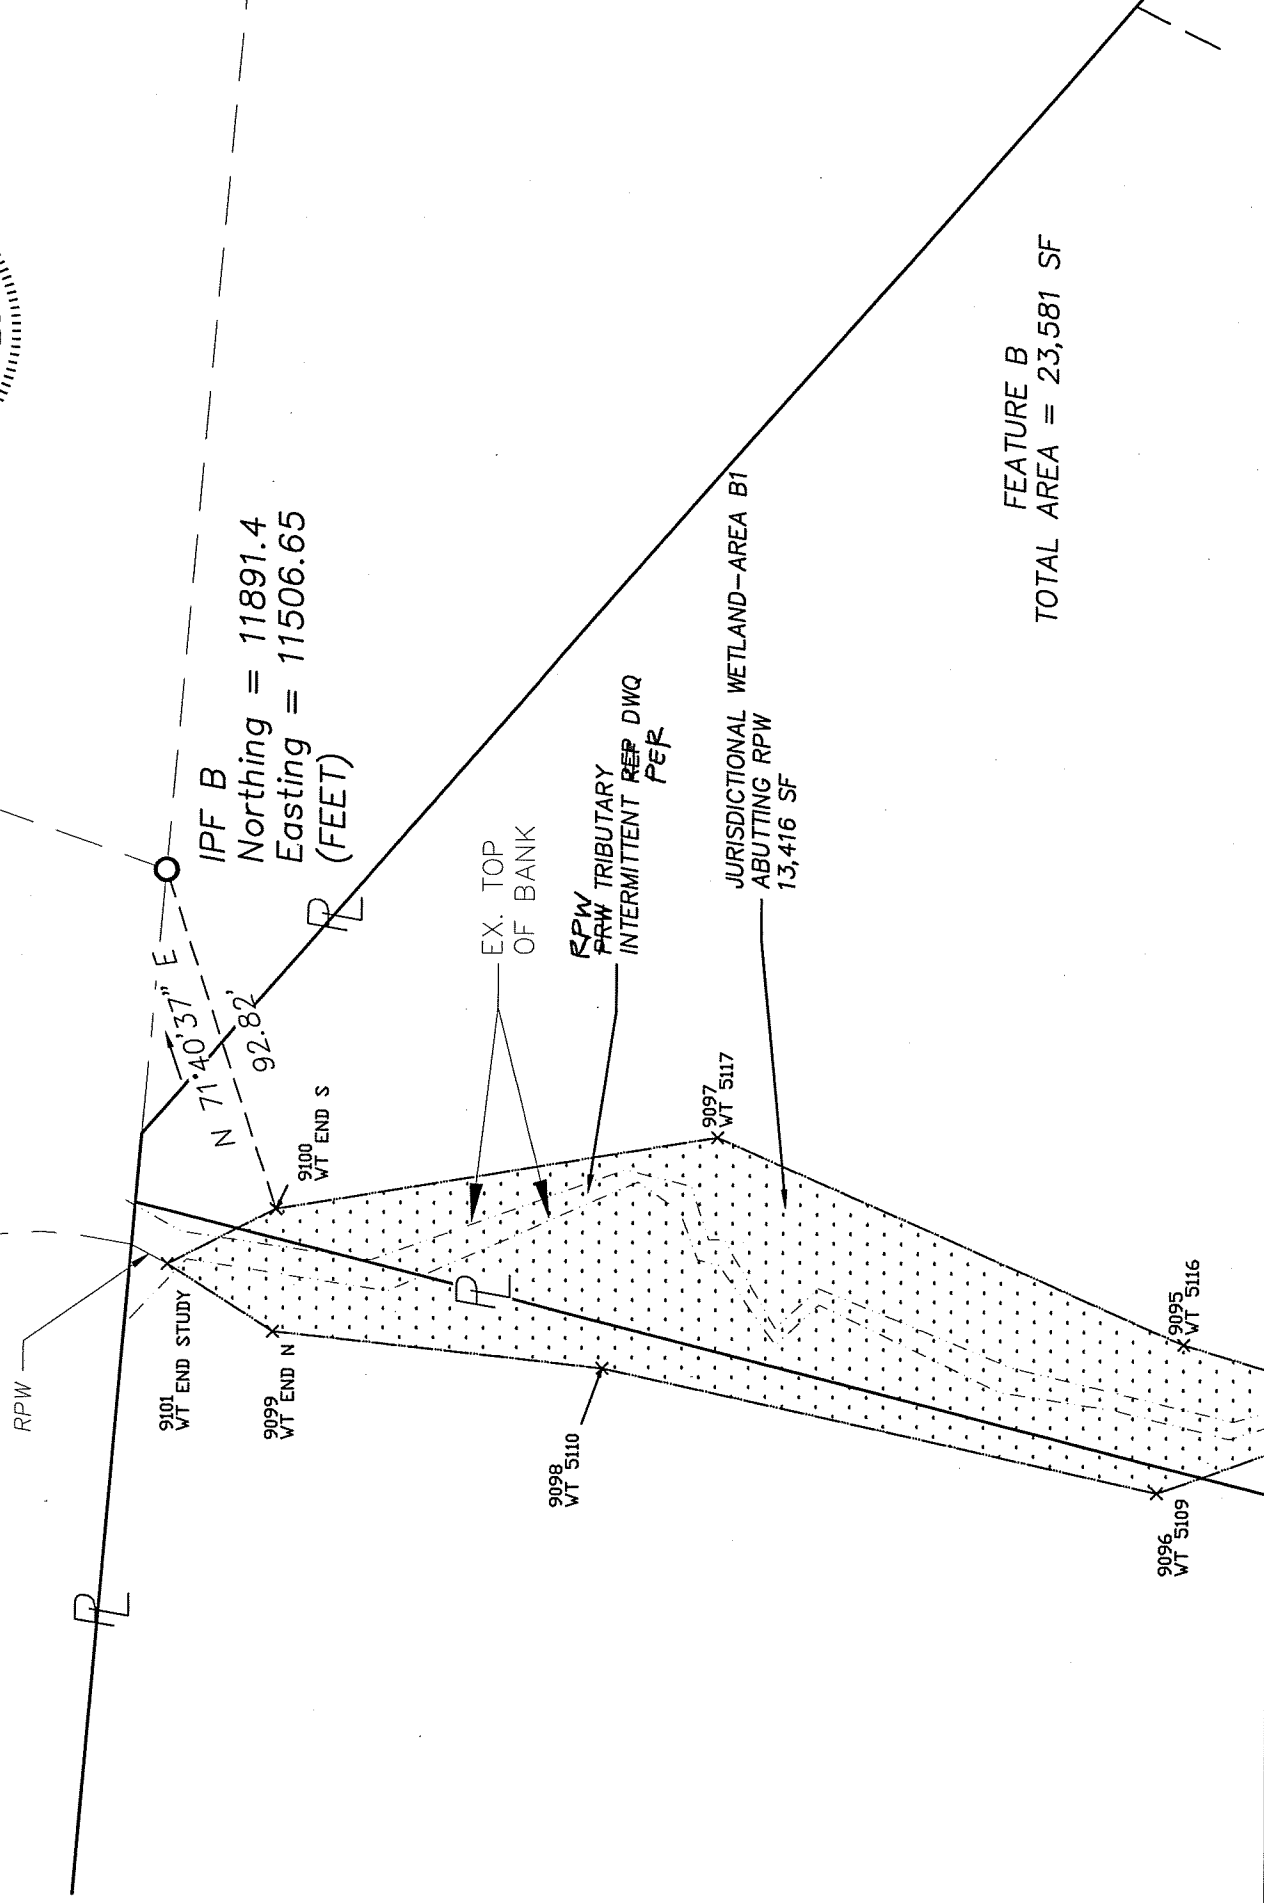 RPW
9101
WT END STUDY
9099
WT END N
9100
WT END S
N 71°40'37" E
92.82'
IPF B
Northing = 11891.4
Easting = 11506.65
(FEET)
PL
PL
PL
EX. TOP
OF BANK
RPW
PRW TRIBUTARY
INTERMITTENT REP DWQ
PER
9098
WT 5110
9097
WT 5117
JURISDICTIONAL WETLAND-AREA B1
ABUTTING RPW
13,416 SF
FEATURE B
TOTAL AREA = 23,581 SF
9096
WT 5109
9095
WT 5116